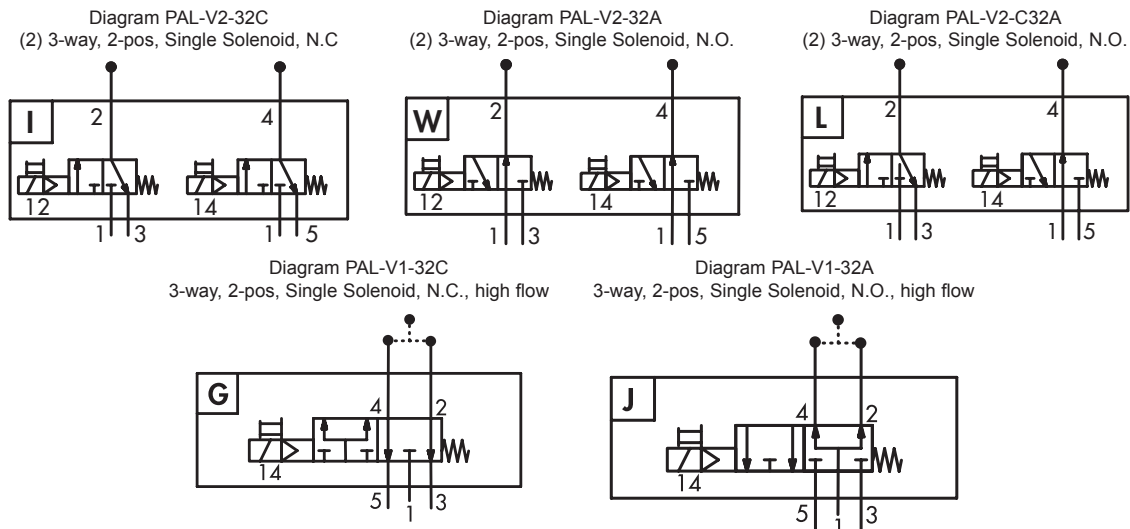 Diagram PAL-V2-32C
(2) 3-way, 2-pos, Single Solenoid, N.C
I
2
4
12
14
1
3
1
5
Diagram PAL-V2-32A
(2) 3-way, 2-pos, Single Solenoid, N.O.
W
2
4
12
14
1
3
1
5
Diagram PAL-V2-C32A
(2) 3-way, 2-pos, Single Solenoid, N.O.
L
2
4
12
14
1
3
1
5
Diagram PAL-V1-32C
3-way, 2-pos, Single Solenoid, N.C., high flow
G
4
2
14
5
1
3
Diagram PAL-V1-32A
3-way, 2-pos, Single Solenoid, N.O., high flow
J
4
2
14
5
1
3